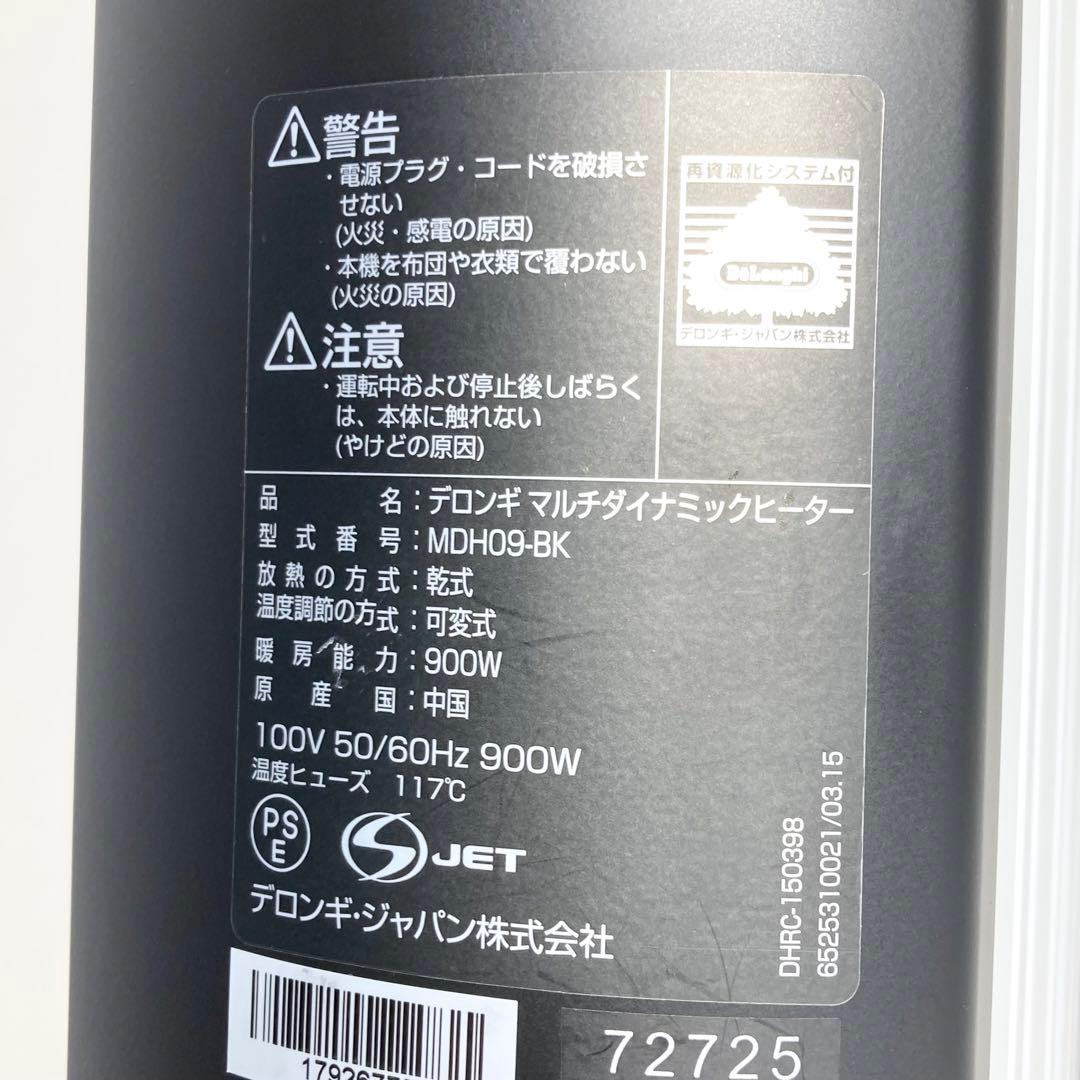 警告
・電源プラグ・コードを破損さ
せない
(火災・感電の原因)
・本機を布団や衣類で覆わない
(火災の原因)
注意
・運転中および停止後しばらく
は、本体に触れない
(やけどの原因)
再資源化システム付
DeLonghi
デロンギ・ジャパン株式会社
品名：デロンギ マルチダイナミックヒーター
型式番号：MDH09-BK
放熱の方式：乾式
温度調節の方式：可変式
暖房能力：900W
原産国：中国
100V 50/60Hz 900W
温度ヒューズ 117℃
PSE
JET
デロンギ・ジャパン株式会社
DHRC-150398
6525310021/03.15
72725